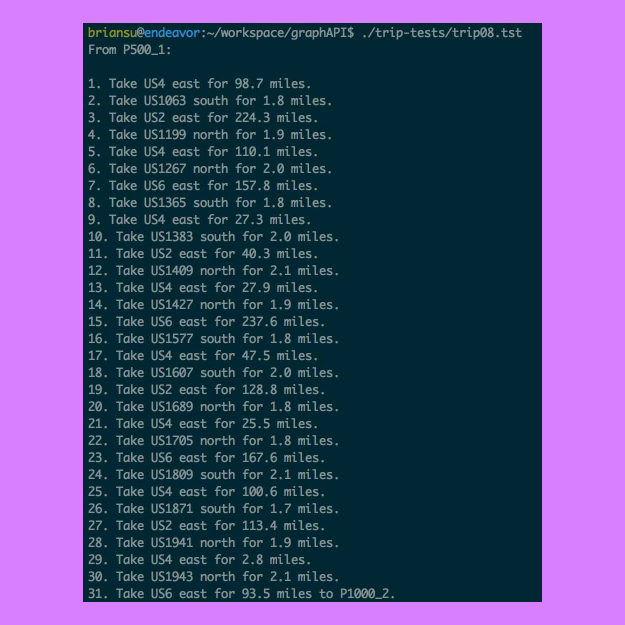 briansu@endeavor:~/workspace/graphAPI$ ./trip-tests/trip08.tst
From P500_1:
1. Take US4 east for 98.7 miles.
2. Take US1063 south for 1.8 miles.
3. Take US2 east for 224.3 miles.
4. Take US1199 north for 1.9 miles.
5. Take US4 east for 110.1 miles.
6. Take US1267 north for 2.0 miles.
7. Take US6 east for 157.8 miles.
8. Take US1365 south for 1.8 miles.
9. Take US4 east for 27.3 miles.
10. Take US1383 south for 2.0 miles.
11. Take US2 east for 40.3 miles.
12. Take US1409 north for 2.1 miles.
13. Take US4 east for 27.9 miles.
14. Take US1427 north for 1.9 miles.
15. Take US6 east for 237.6 miles.
16. Take US1577 south for 1.8 miles.
17. Take US4 east for 47.5 miles.
18. Take US1607 south for 2.0 miles.
19. Take US2 east for 128.8 miles.
20. Take US1689 north for 1.8 miles.
21. Take US4 east for 25.5 miles.
22. Take US1705 north for 1.8 miles.
23. Take US6 east for 167.6 miles.
24. Take US1809 south for 2.1 miles.
25. Take US4 east for 100.6 miles.
26. Take US1871 south for 1.7 miles.
27. Take US2 east for 113.4 miles.
28. Take US1941 north for 1.9 miles.
29. Take US4 east for 2.8 miles.
30. Take US1943 north for 2.1 miles.
31. Take US6 east for 93.5 miles to P1000_2.